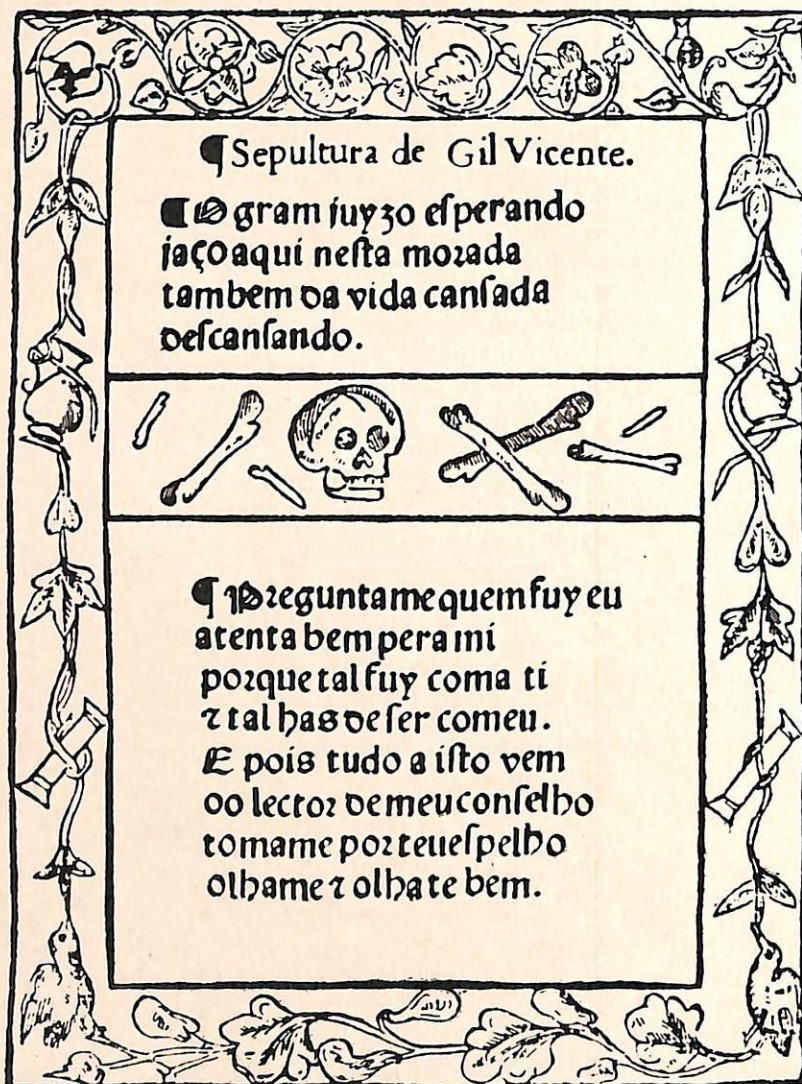 ¶ Sepultura de Gil Vicente.
¶ O gram juyzo eſperando
jaço aqui neſta morada
tambem da vida canſada
deſcanſando.
¶ Preguntame quem fuy eu
atenta bem pera mi
porque tal fuy coma ti
⁊ tal has de ſer comeu.
E pois tudo a iſto vem
oo lector de meu conſelho
tomame por teu eſpelho
olhame ⁊ olha te bem.